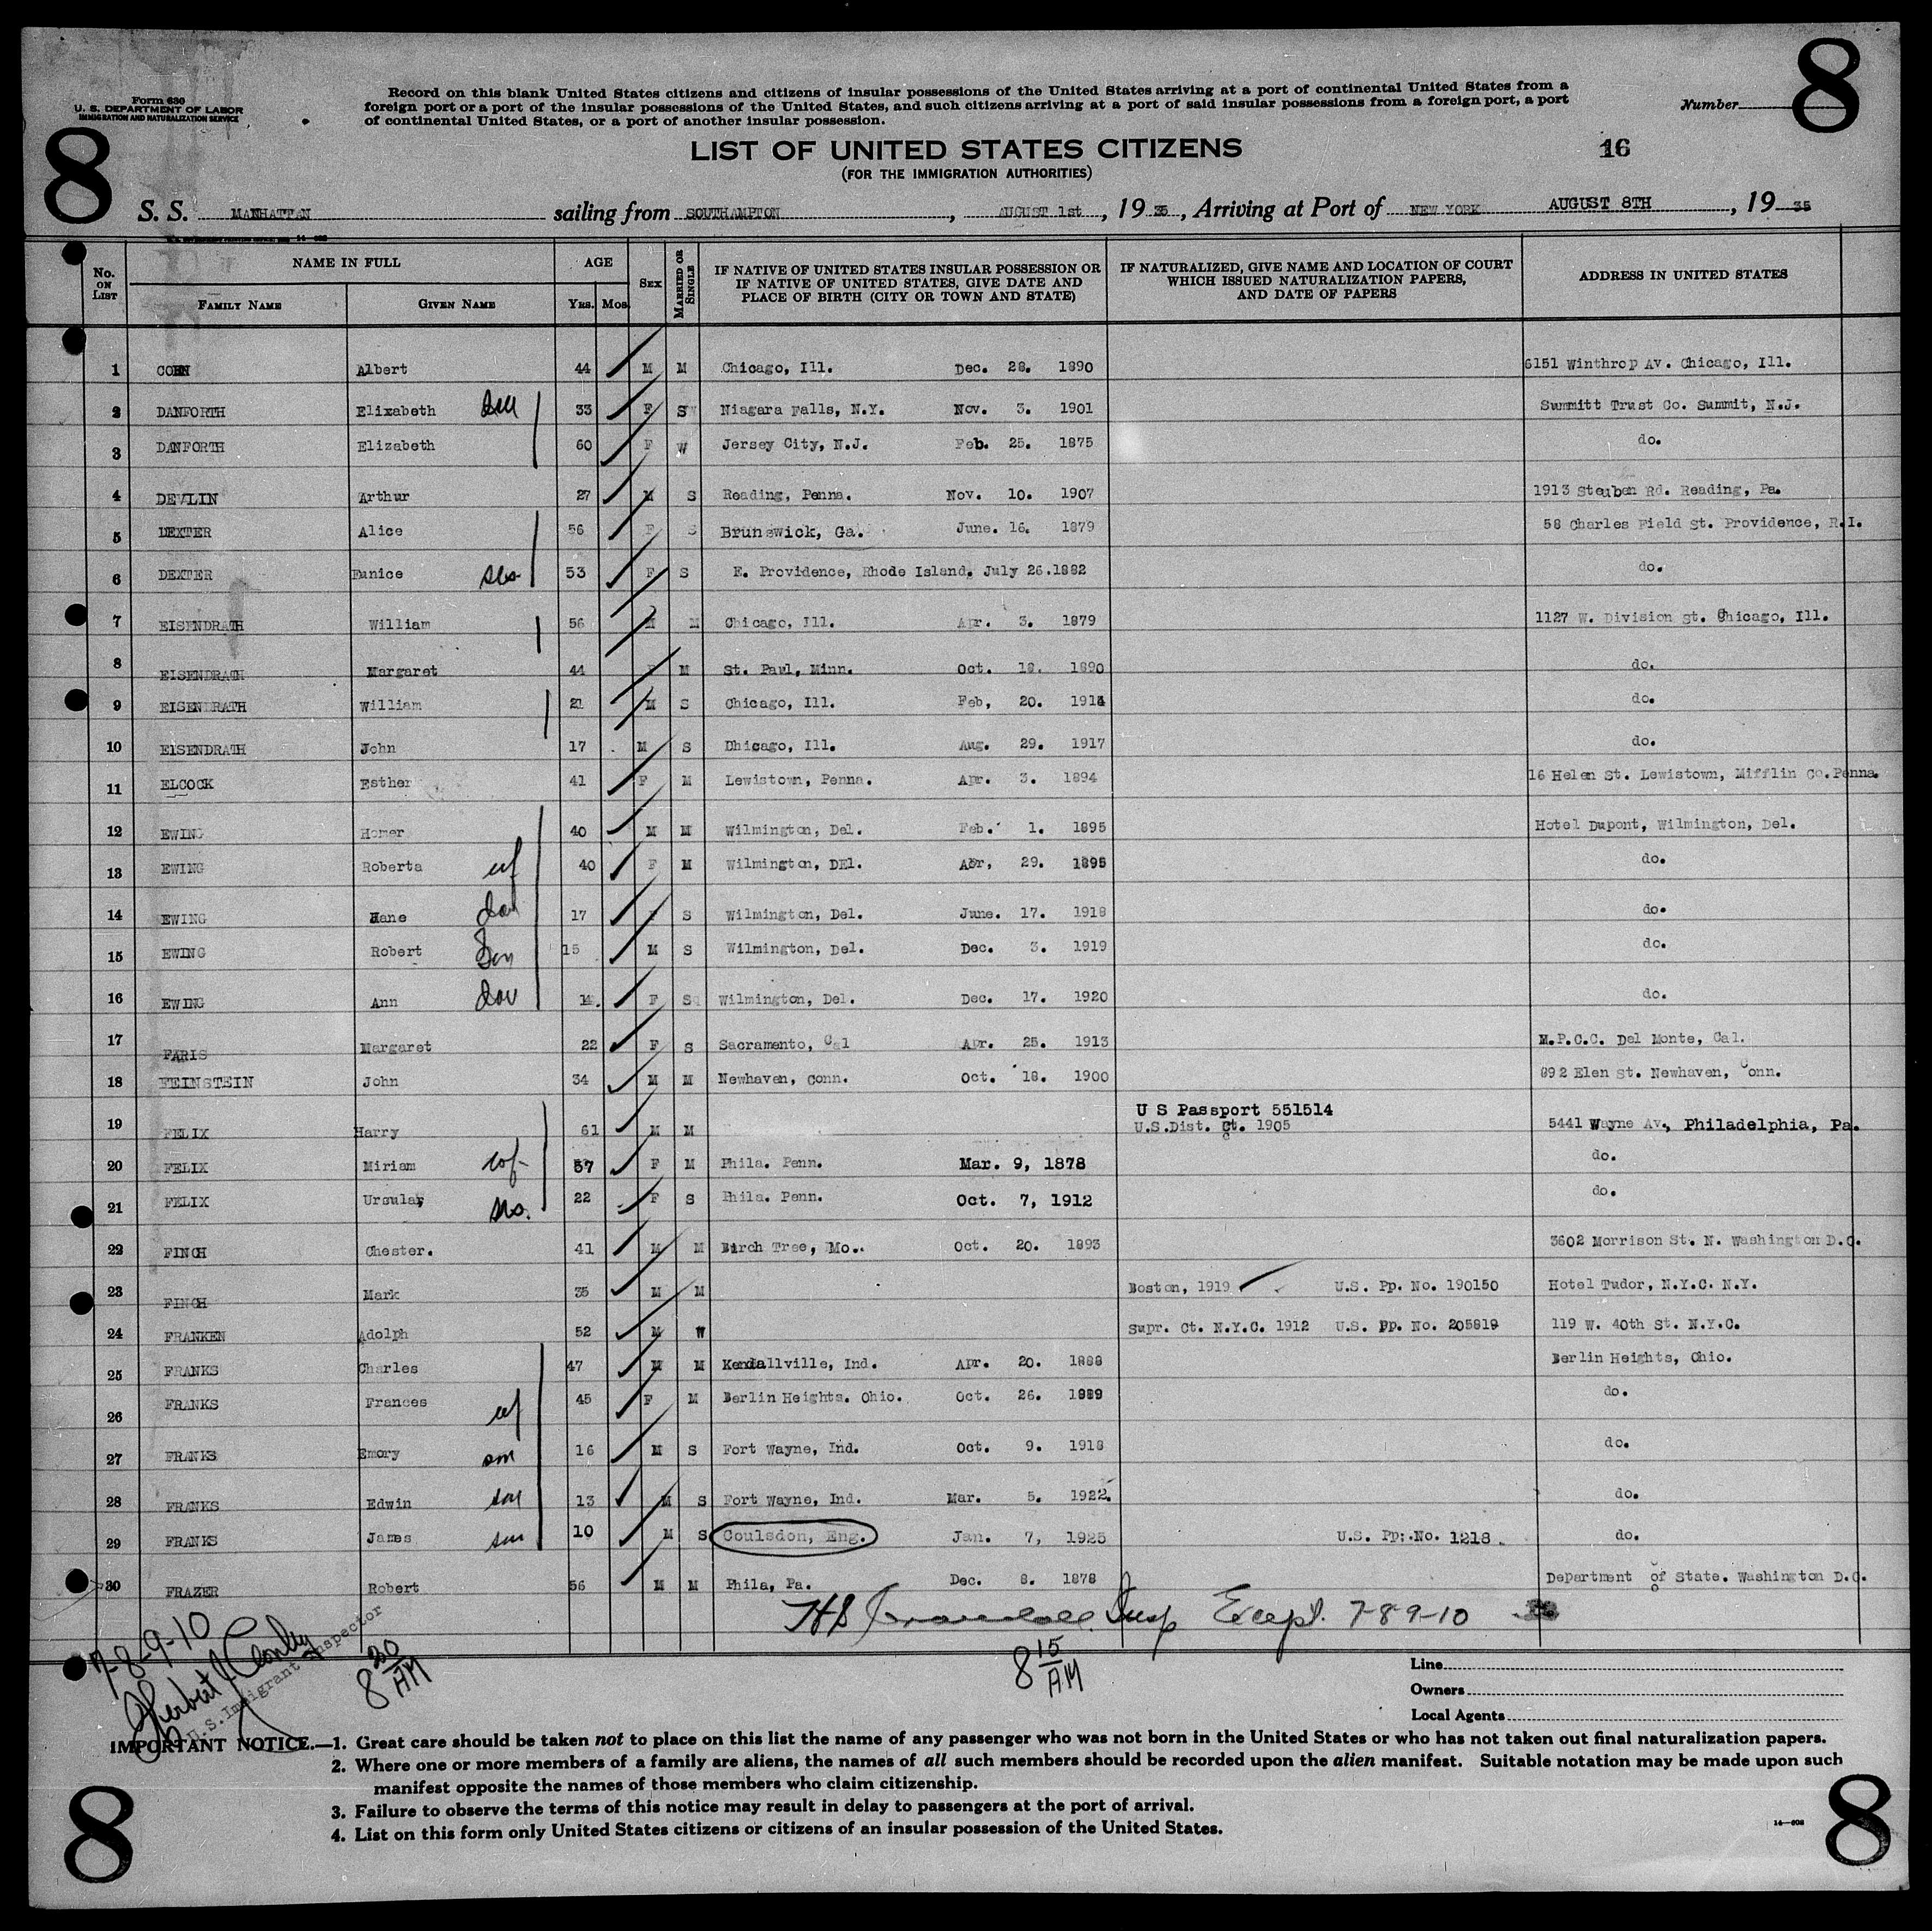 8
8
Form 630
U. S. DEPARTMENT OF LABOR
IMMIGRATION AND NATURALIZATION SERVICE
Record on this blank United States citizens and citizens of insular possessions of the United States arriving at a port of continental United States from a
foreign port or a port of the insular possessions of the United States, and such citizens arriving at a port of said insular possessions from a foreign port, a port
of continental United States, or a port of another insular possession.
Number
LIST OF UNITED STATES CITIZENS
16
(FOR THE IMMIGRATION AUTHORITIES)
S. S. MANHATTAN sailing from SOUTHAMPTON, AUGUST 1st, 19 35, Arriving at Port of NEW YORK AUGUST 8TH, 19 35
No. ON LIST
NAME IN FULL
FAMILY NAME
GIVEN NAME
AGE
YRS. MOS.
SEX
MARRIED OR SINGLE
IF NATIVE OF UNITED STATES INSULAR POSSESSION OR
IF NATIVE OF UNITED STATES, GIVE DATE AND
PLACE OF BIRTH (CITY OR TOWN AND STATE)
IF NATURALIZED, GIVE NAME AND LOCATION OF COURT
WHICH ISSUED NATURALIZATION PAPERS,
AND DATE OF PAPERS
ADDRESS IN UNITED STATES
1 COHN Albert 44 M M Chicago, Ill. Dec. 28. 1890 6151 Winthrop Av. Chicago, Ill.
2 DANFORTH Elizabeth dau 33 F S Niagara Falls, N.Y. Nov. 3. 1901 Summitt Trust Co. Summit, N.J.
3 DANFORTH Elizabeth 60 F W Jersey City, N.J. Feb. 25. 1875 do.
4 DEVLIN Arthur 27 M S Reading, Penna. Nov. 10. 1907 1913 Steuben Rd. Reading, Pa.
5 DEXTER Alice 56 F S Brunswick, Ga. June. 16. 1879 58 Charles Field St. Providence, R.I.
6 DEXTER Eunice sis 53 F S E. Providence, Rhode Island. July 26.1882 do.
7 EISENDRATH William 56 M M Chicago, Ill. Apr. 3. 1879 1127 W. Division St. Chicago, Ill.
8 EISENDRATH Margaret 44 F M St. Paul, Minn. Oct. 18. 1890 do.
9 EISENDRATH William 21 M S Chicago, Ill. Feb, 20. 1914 do.
10 EISENDRATH John 17 M S Dhicago, Ill. Aug. 29. 1917 do.
11 ELCOCK Esther 41 F M Lewistown, Penna. Apr. 3. 1894 16 Helen St. Lewistown, Mifflin Co.Penna.
12 EWING Homer 40 M M Wilmington, Del. Feb. 1. 1895 Hotel Dupont, Wilmington, Del.
13 EWING Roberta wf 40 F M Wilmington, DEl. Apr, 29. 1895 do.
14 EWING Jane dau 17 F S Wilmington, Del. June. 17. 1918 do.
15 EWING Robert Son 15 M S Wilmington, Del. Dec. 3. 1919 do.
16 EWING Ann dau 14. F S Wilmington, Del. Dec. 17. 1920 do.
17 FARIS Margaret 22 F S Sacramento, Cal Apr. 25. 1913 M.P.C.C. Del Monte, Cal.
18 FEINSTEIN John 34 M M Newhaven, Conn. Oct. 18. 1900 892 Elen St. Newhaven, Conn.
U S Passport 551514
19 FELIX Harry 61 M M U.S.Dist. Ct. 1905 5441 Wayne Av., Philadelphia, Pa.
20 FELIX Miriam wf 57 F M Phila. Penn. Mar. 9, 1878 do.
21 FELIX Ursula, sis. 22 F S Phila. Penn. Oct. 7, 1912 do.
22 FINCH Chester. 41 M M Birch Tree, Mo.. Oct. 20. 1893 3602 Morrison St. N. Washington D.C.
23 FINCH Mark 35 M M Boston, 1919 U.S. Pp. No. 190150 Hotel Tudor, N.Y.C. N.Y.
24 FRANKEN Adolph 52 M W Supr. Ct. N.Y.C. 1912 U.S. Pp. No. 205819 119 W. 40th St. N.Y.C.
25 FRANKS Charles 47 M M Kendallville, Ind. Apr. 20. 1888 Berlin Heights, Ohio.
26 FRANKS Frances wf 45 F M Berlin Heights. Ohio. Oct. 26. 1889 do.
27 FRANKS Emory son 16 M S Fort Wayne, Ind. Oct. 9. 1918 do.
28 FRANKS Edwin son 13 M S Fort Wayne, Ind. Mar. 5. 1922. do.
29 FRANKS James son 10 M S Coulsdon, Eng. Jan. 7, 1925 U.S. Pp. No. 1218. do.
30 FRAZER Robert 56 M M Phila, Pa. Dec. 8. 1878 Department of State. Washington D.C.
Insp Except. 7-8 9-10
7-8-9-10
Herbert
U.S. Immigrant Inspector
8 30 AM
8 15 AM
Line
Owners
Local Agents
IMPORTANT NOTICE.—1. Great care should be taken not to place on this list the name of any passenger who was not born in the United States or who has not taken out final naturalization papers.
2. Where one or more members of a family are aliens, the names of all such members should be recorded upon the alien manifest. Suitable notation may be made upon such
manifest opposite the names of those members who claim citizenship.
3. Failure to observe the terms of this notice may result in delay to passengers at the port of arrival.
4. List on this form only United States citizens or citizens of an insular possession of the United States.
8
8